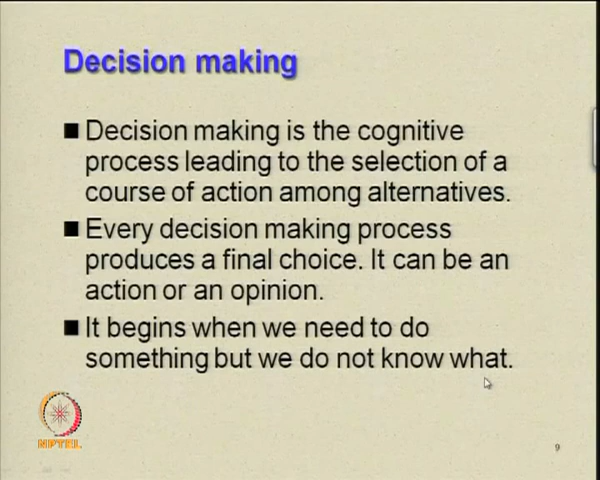 Decision making
■ Decision making is the cognitive
process leading to the selection of a
course of action among alternatives.
■ Every decision making process
produces a final choice. It can be an
action or an opinion.
■ It begins when we need to do
something but we do not know what.
NPTEL
9